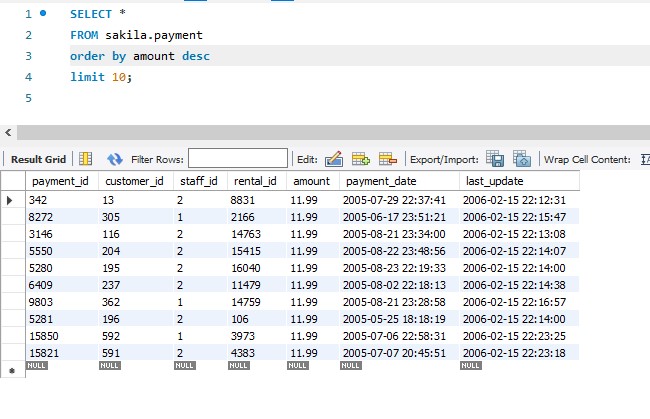 1 SELECT *
2 FROM sakila.payment
3 order by amount desc
4 limit 10;
5
Result Grid Filter Rows: Edit: Export/Import: Wrap Cell Content:
payment_id customer_id staff_id rental_id amount payment_date last_update
342 13 2 8831 11.99 2005-07-29 22:37:41 2006-02-15 22:12:31
8272 305 1 2166 11.99 2005-06-17 23:51:21 2006-02-15 22:15:47
3146 116 2 14763 11.99 2005-08-21 23:34:00 2006-02-15 22:13:08
5550 204 2 15415 11.99 2005-08-22 23:48:56 2006-02-15 22:14:07
5280 195 2 16040 11.99 2005-08-23 22:19:33 2006-02-15 22:14:00
6409 237 2 11479 11.99 2005-08-02 22:18:13 2006-02-15 22:14:38
9803 362 1 14759 11.99 2005-08-21 23:28:58 2006-02-15 22:16:57
5281 196 2 106 11.99 2005-05-25 18:18:19 2006-02-15 22:14:00
15850 592 1 3973 11.99 2005-07-06 22:58:31 2006-02-15 22:23:25
15821 591 2 4383 11.99 2005-07-07 20:45:51 2006-02-15 22:23:18
NULL NULL NULL NULL NULL NULL NULL